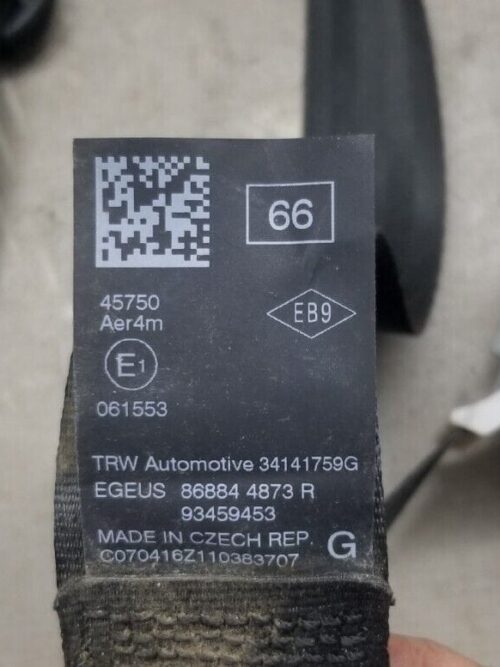 66
45750
Aer4m
EB9
E1
061553
TRW Automotive 34141759G
EGEUS 86884 4873 R
93459453
MADE IN CZECH REP. G
C070416Z110383707